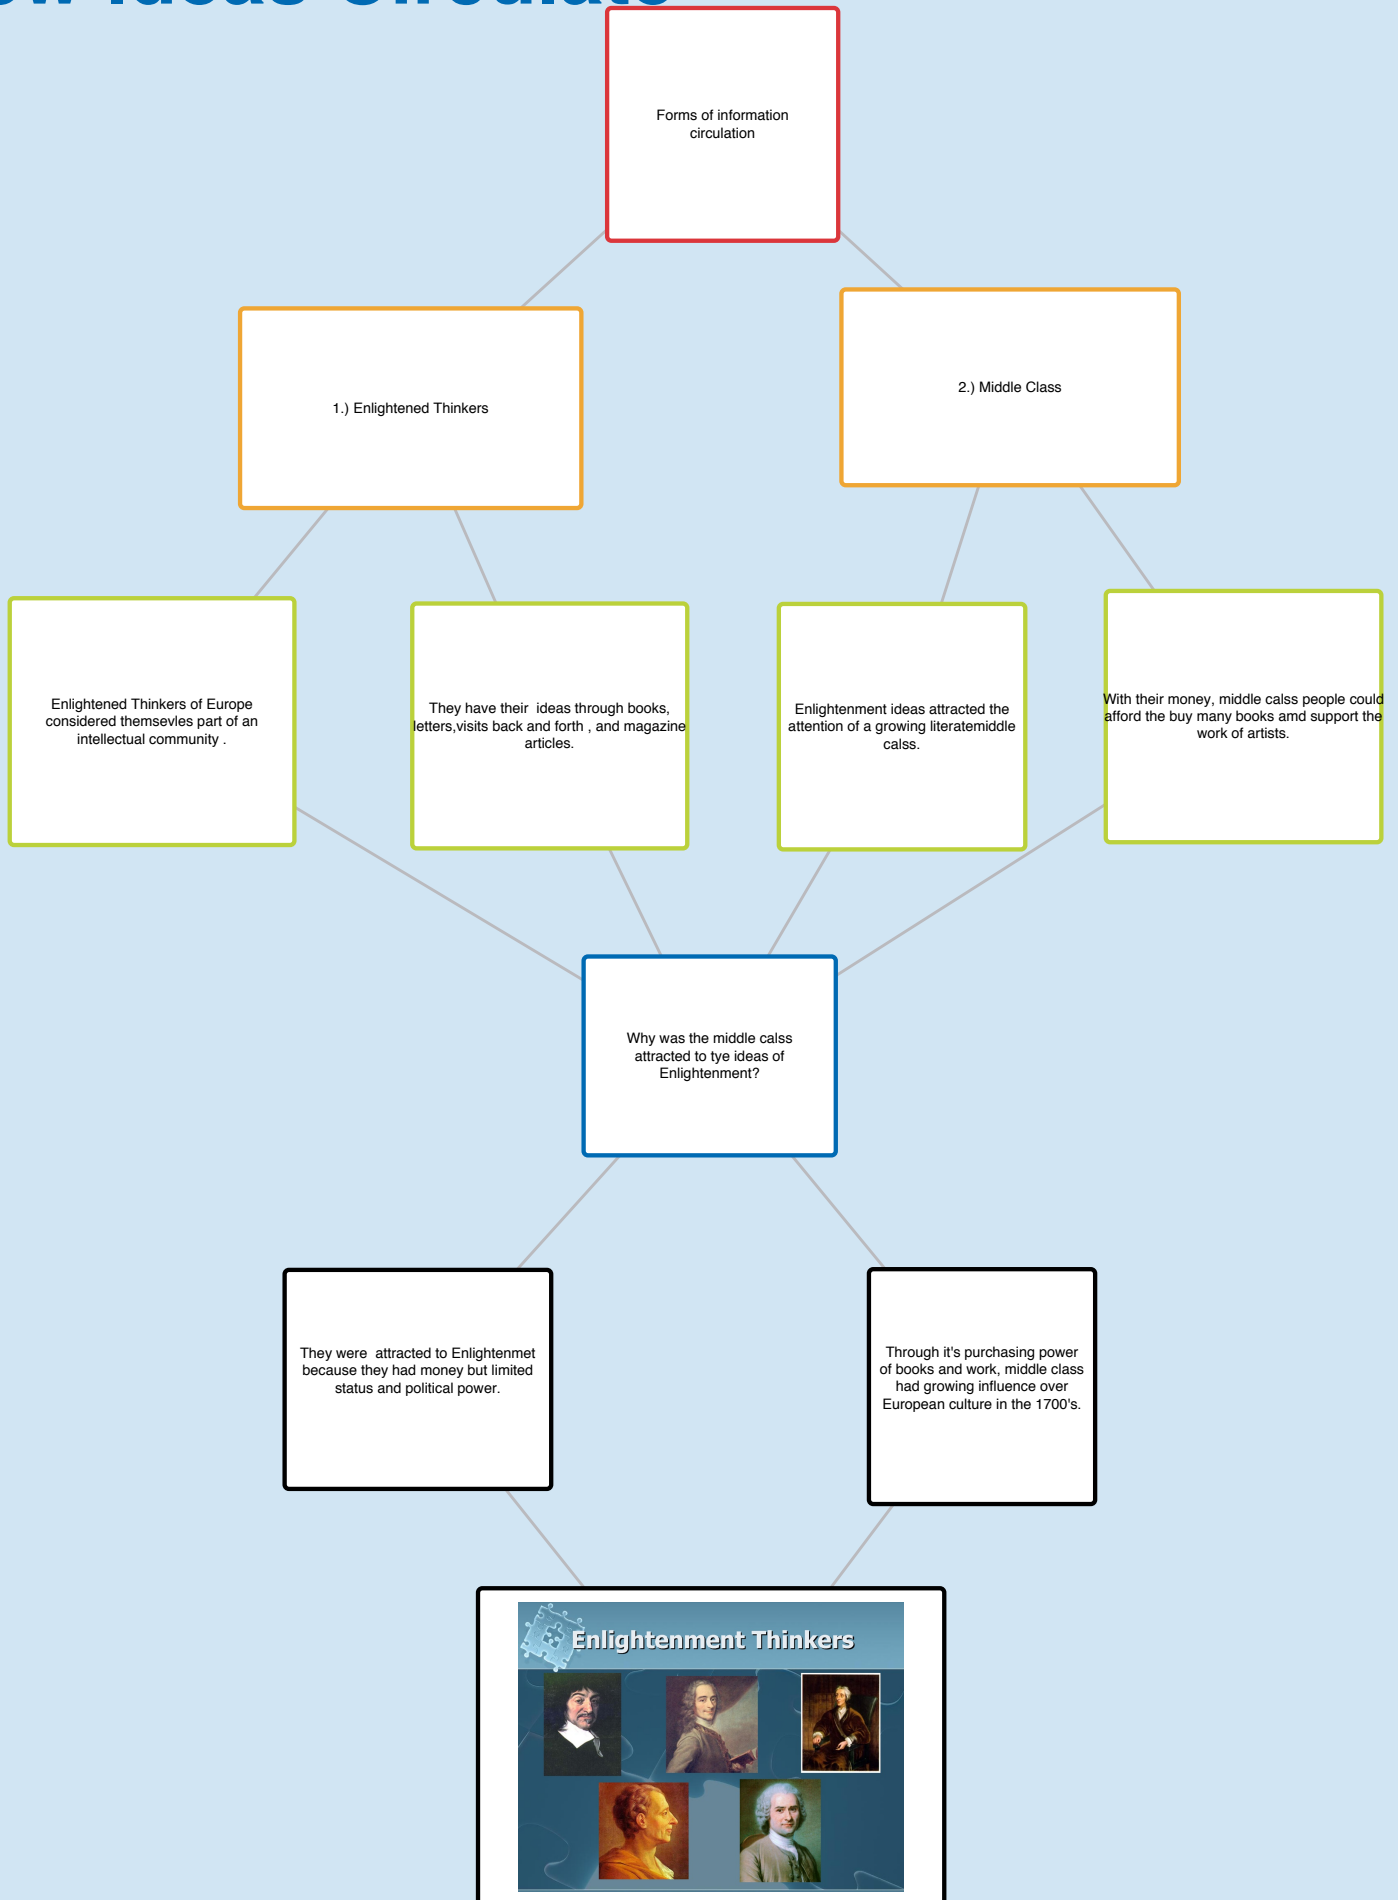 Ideas Circulate
Forms of information
circulation
1.) Enlightened Thinkers
2.) Middle Class
Enlightened Thinkers of Europe
considered themsevles part of an
intellectual community .
They have their  ideas through books,
letters,visits back and forth , and magazine
articles.
Enlightenment ideas attracted the
attention of a growing literatemiddle
calss.
With their money, middle calss people could
afford the buy many books amd support the
work of artists.
Why was the middle calss
attracted to tye ideas of
Enlightenment?
They were  attracted to Enlightenmet
because they had money but limited
status and political power.
Through it's purchasing power
of books and work, middle class
had growing influence over
European culture in the 1700's.
Enlightenment Thinkers